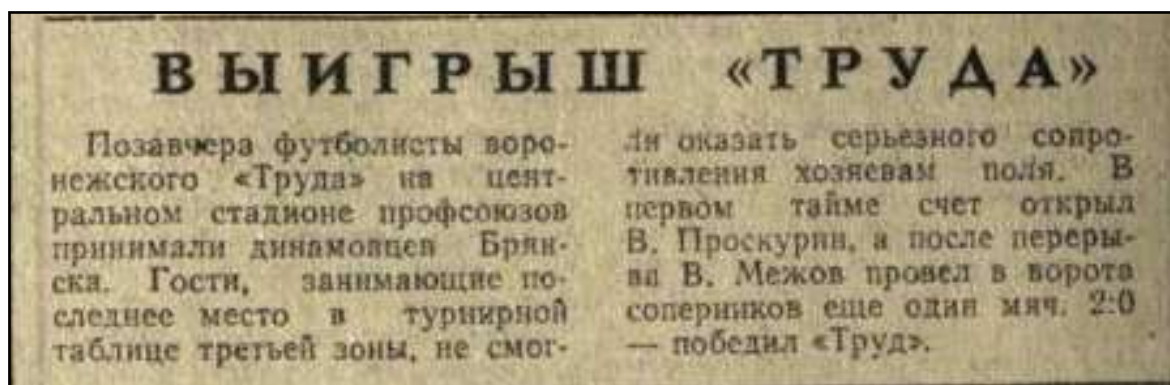 ВЫИГРЫШ «ТРУДА»
Позавчера футболисты воро-
нежского «Труда» на цент-
ральном стадионе профсоюзов
принимали динамовцев Брян-
ска. Гости, занимающие по-
следнее место в турнирной
таблице третьей зоны, не смог-
ли оказать серьезного сопро-
тивления хозяевам поля. В
первом тайме счет открыл
В. Проскурин, а после переры-
ва В. Межов провел в ворота
соперников еще один мяч. 2:0
— победил «Труд».